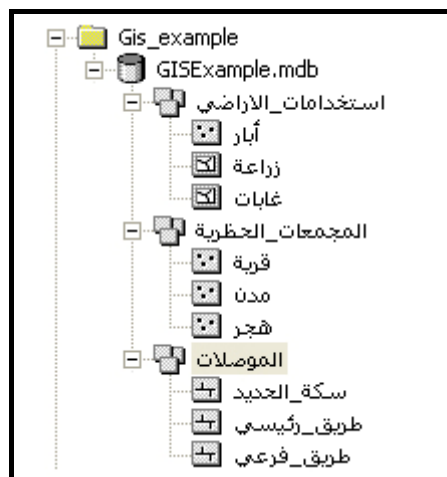 Gis_example
GISExample.mdb
استخدامات_الاراضي
أبار
زراعة
غابات
المجمعات_الحظرية
قرية
مدن
هجر
الموصلات
سكة_الحديد
طريق_رئيسي
طريق_فرعي